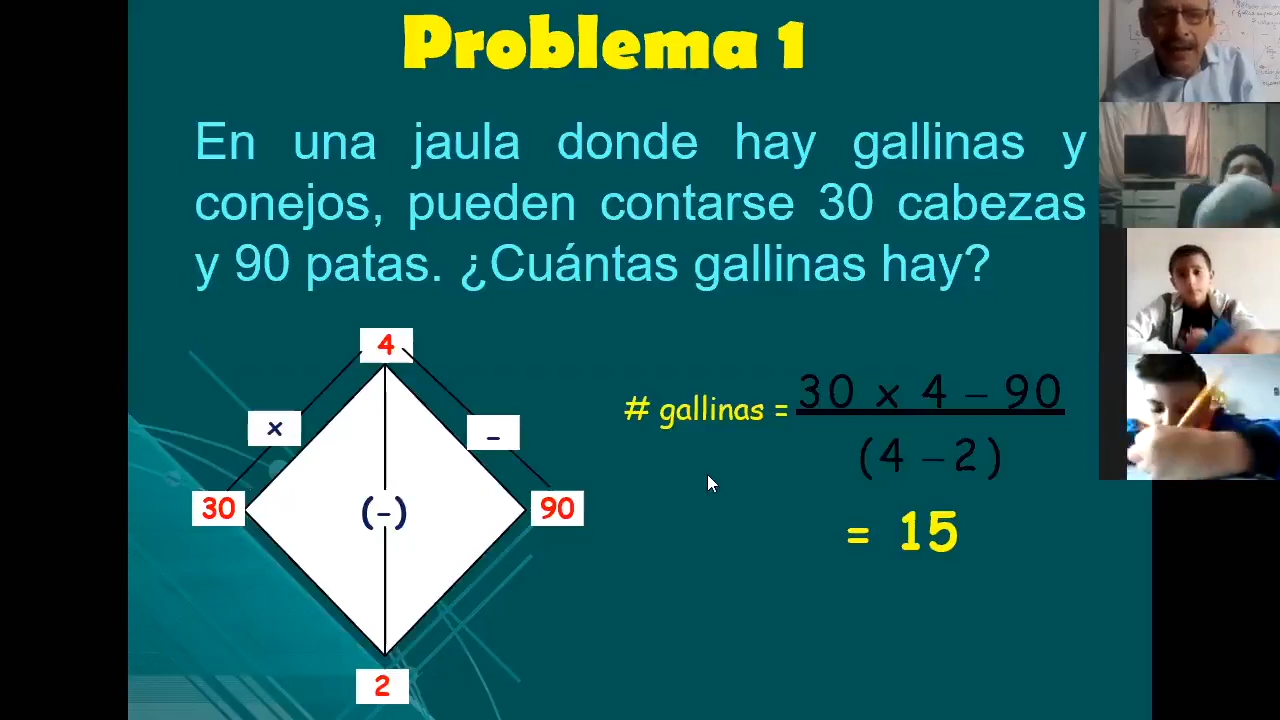 Problema 1
En una jaula donde hay gallinas y
conejos, pueden contarse 30 cabezas
y 90 patas. ¿Cuántas gallinas hay?
4
×
–
30
(–)
90
2
# gallinas =
30 x 4 – 90
(4 – 2)
= 15